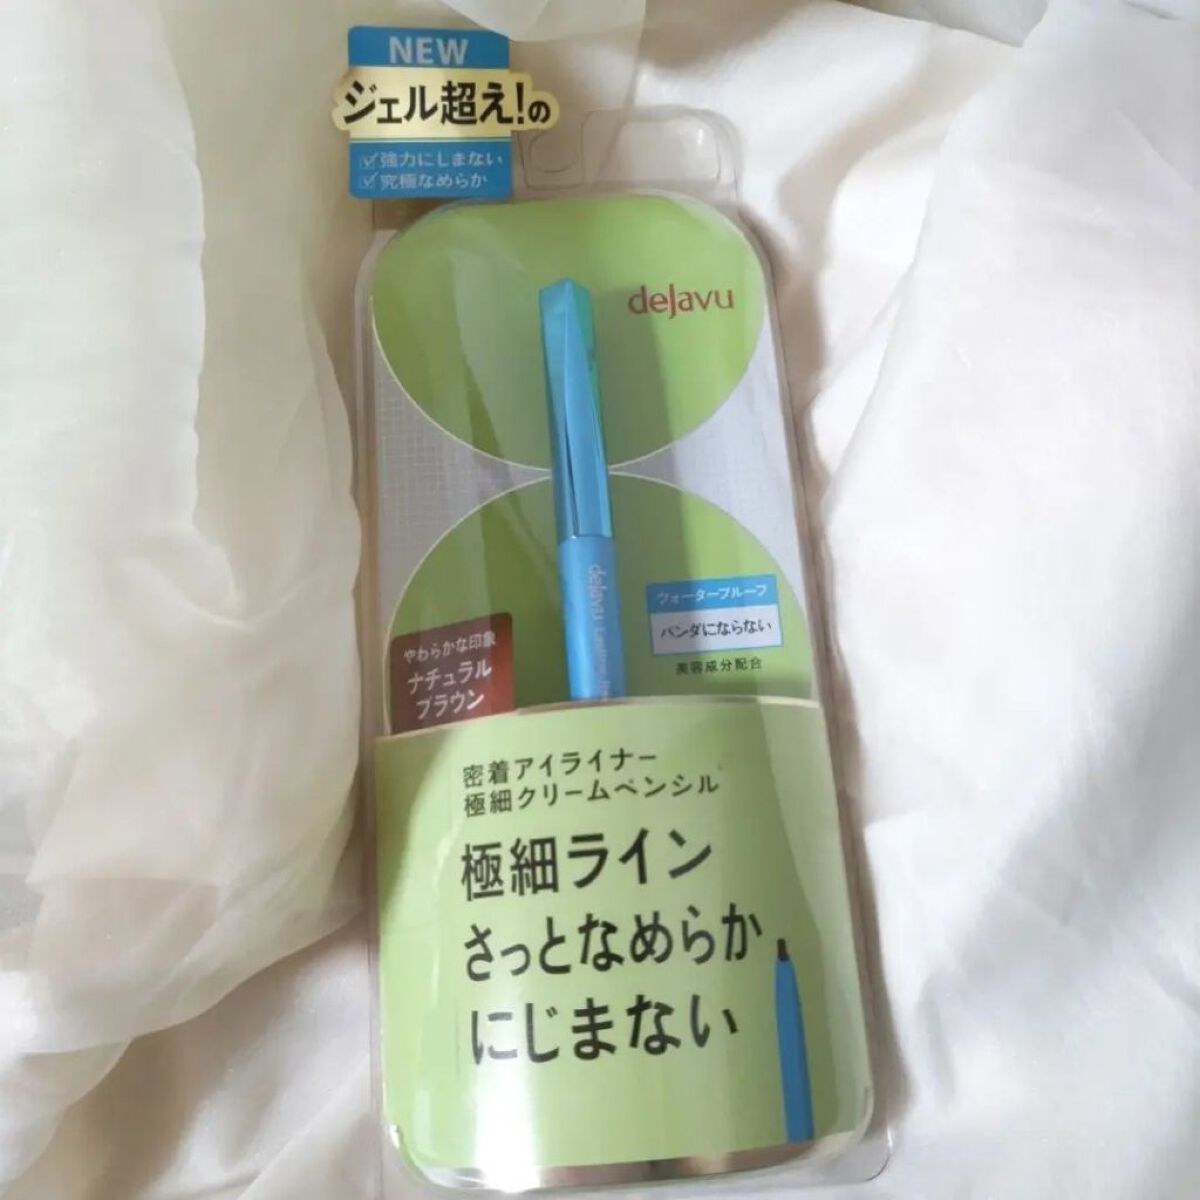 NEW
ジェル超え!の
強力にじまない
究極なめらか
dejavu
dejavu
ウォータープルーフ
パンダにならない
美容成分配合
やわらかな印象
ナチュラル
ブラウン
密着アイライナー
極細クリームペンシル
極細ライン
さっとなめらか
にじまない